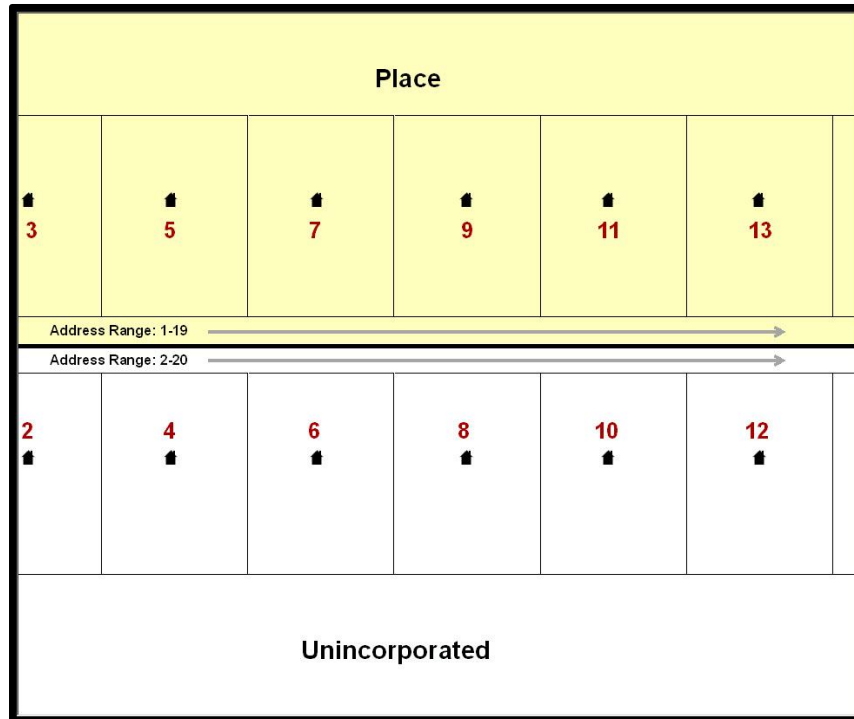 Place
3 5 7 9 11 13
Address Range: 1-19
Address Range: 2-20
2 4 6 8 10 12
Unincorporated